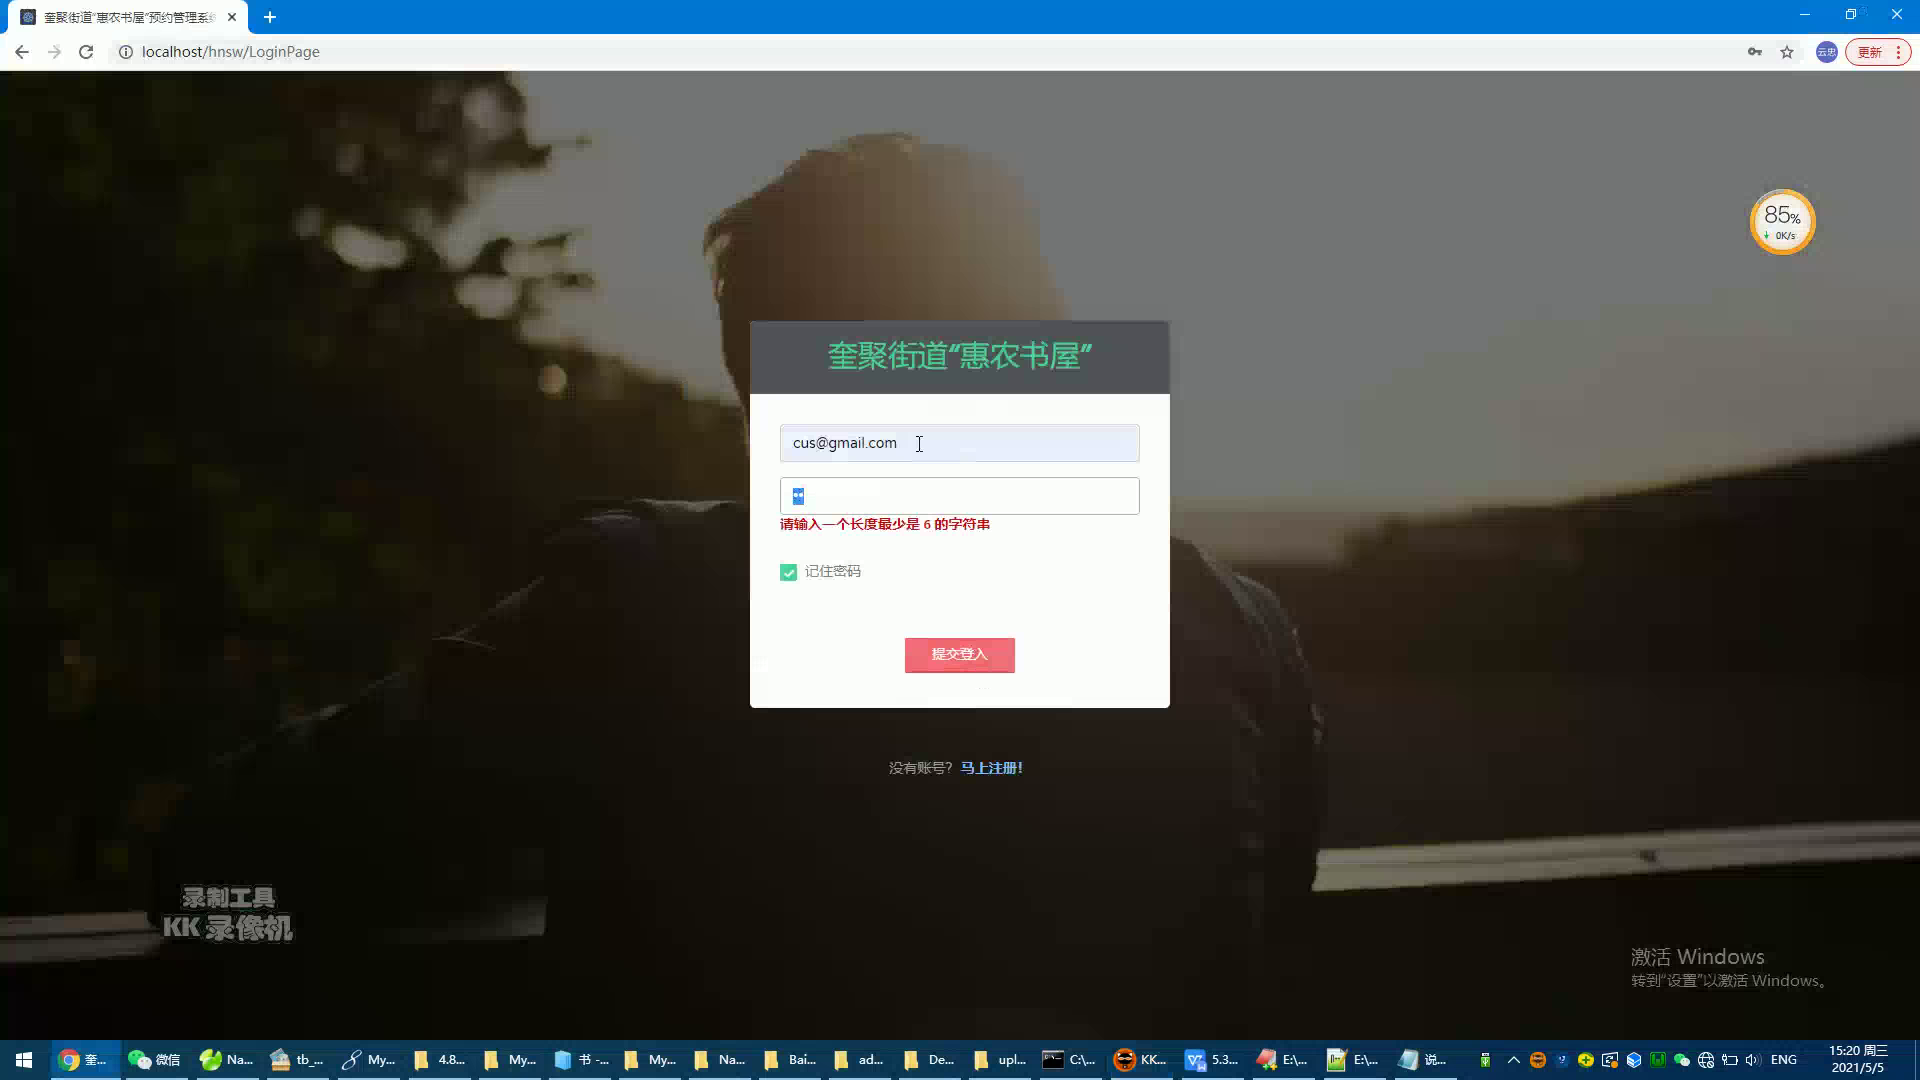 奎聚街道“惠农书屋”预约管理系统
localhost/hnsw/LoginPage
云忠
更新
85%
0K/s
奎聚街道“惠农书屋”
cus@gmail.com
请输入一个长度最少是 6 的字符串
记住密码
提交登入
没有账号? 马上注册!
录制工具
KK 录像机
激活 Windows
转到“设置”以激活 Windows。
奎... 微信 Na... tb_... My... 4.8... My... 书 -... My... Na... Bai... ad... De... upl... C:\... KK... 5.3... E:\... E:\... 说... ENG
15:20 周三
2021/5/5